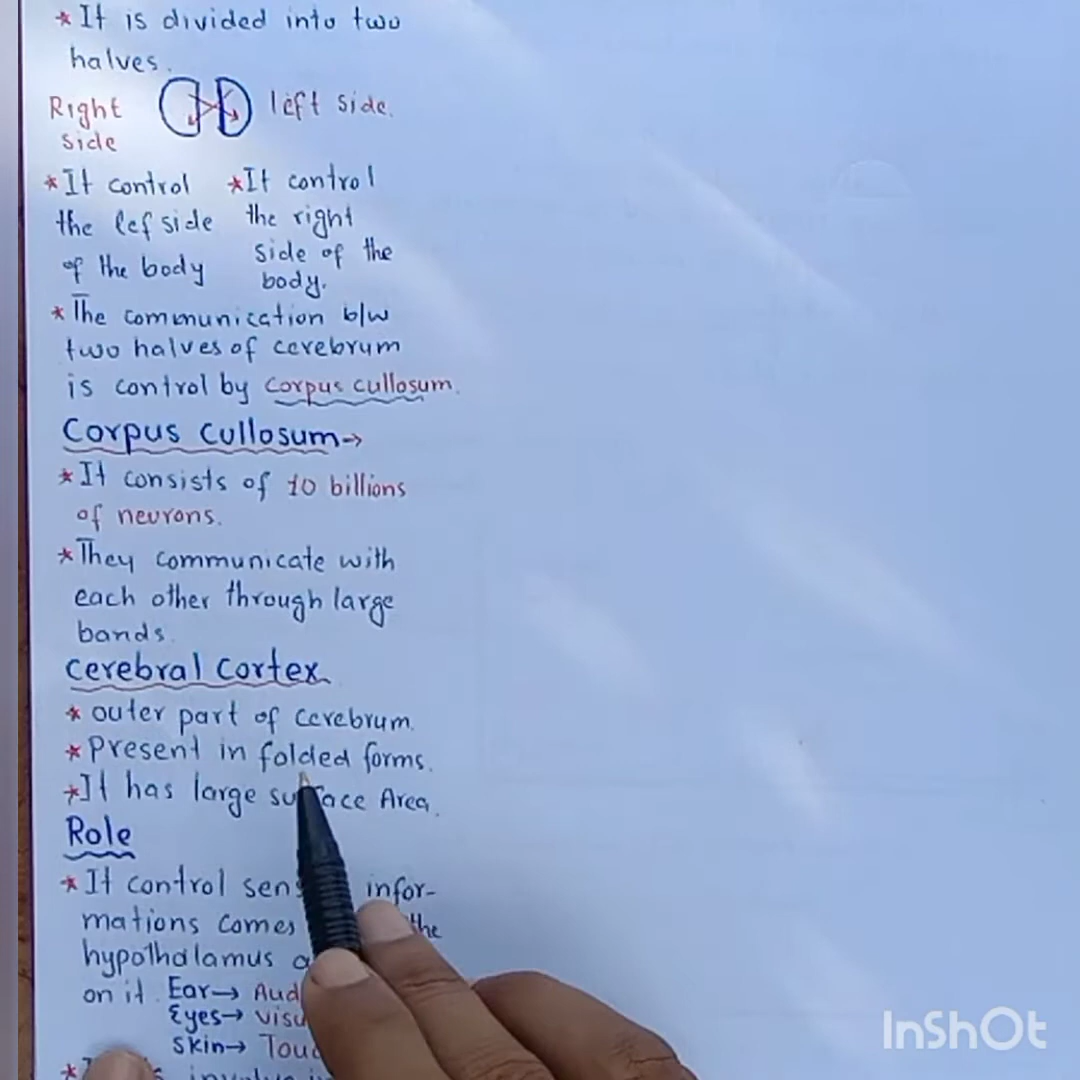 * It is divided into two
halves.
Right side
left side.
* It control
the lef side
of the body
* It control
the right
side of the
body.
* The communication b/w
two halves of cerebrum
is control by corpus cullosum.
Corpus cullosum→
* It consists of 10 billions
of neurons.
* They communicate with
each other through large
bands.
Cerebral Cortex
* outer part of cerebrum.
* Present in folded forms.
* It has large surface Area.
Role
* It control infor-
mations comes the
hypothalamus
on it. Ear→
Eyes→
Skin→
*
InShOt